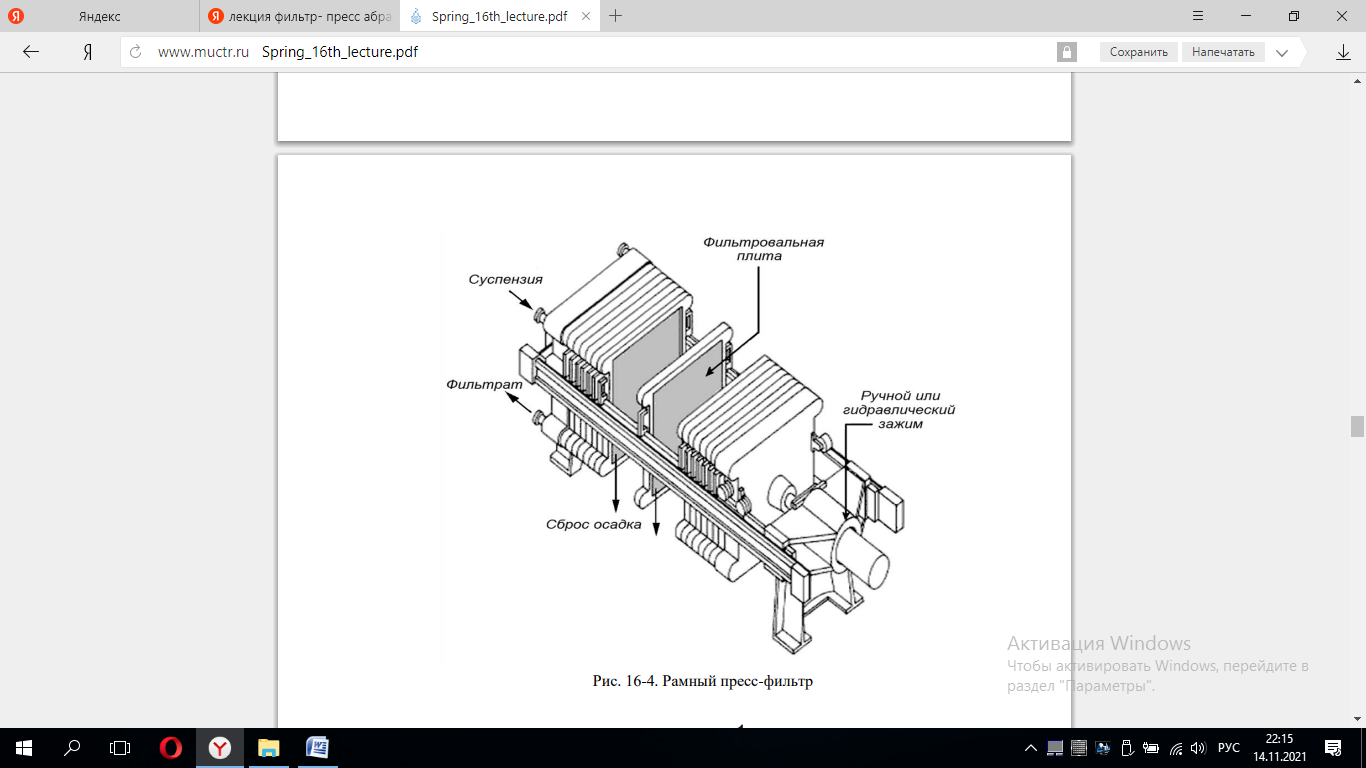 Яндекс
лекция фильтр- пресс абра
Spring_16th_lecture.pdf
www.muctr.ru Spring_16th_lecture.pdf
Сохранить
Напечатать
Фильтровальная
плита
Суспензия
Фильтрат
Ручной или
гидравлический
зажим
Сброс осадка
Рис. 16-4. Рамный пресс-фильтр
Активация Windows
Чтобы активировать Windows, перейдите в
раздел "Параметры".
РУС
22:15
14.11.2021